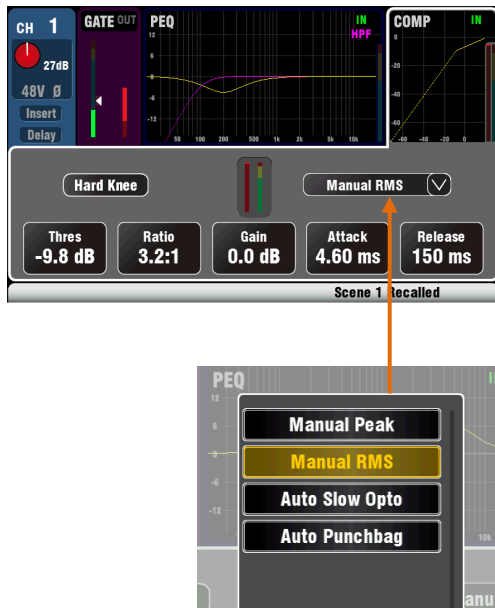 CH 1
GATE OUT
PEQ
IN
HPF
COMP
IN
27dB
48V Ø
Insert
Delay
12
6
0
-6
-12
50 100 200 500 1k 2k 5k 10k
0
-20
-40
-60
-60 -40 -20 0
Hard Knee
Manual RMS
Thres
-9.8 dB
Ratio
3.2:1
Gain
0.0 dB
Attack
4.60 ms
Release
150 ms
Scene 1 Recalled
PEQ
12
6
0
-6
-12
10k
Manual Peak
Manual RMS
Auto Slow Opto
Auto Punchbag